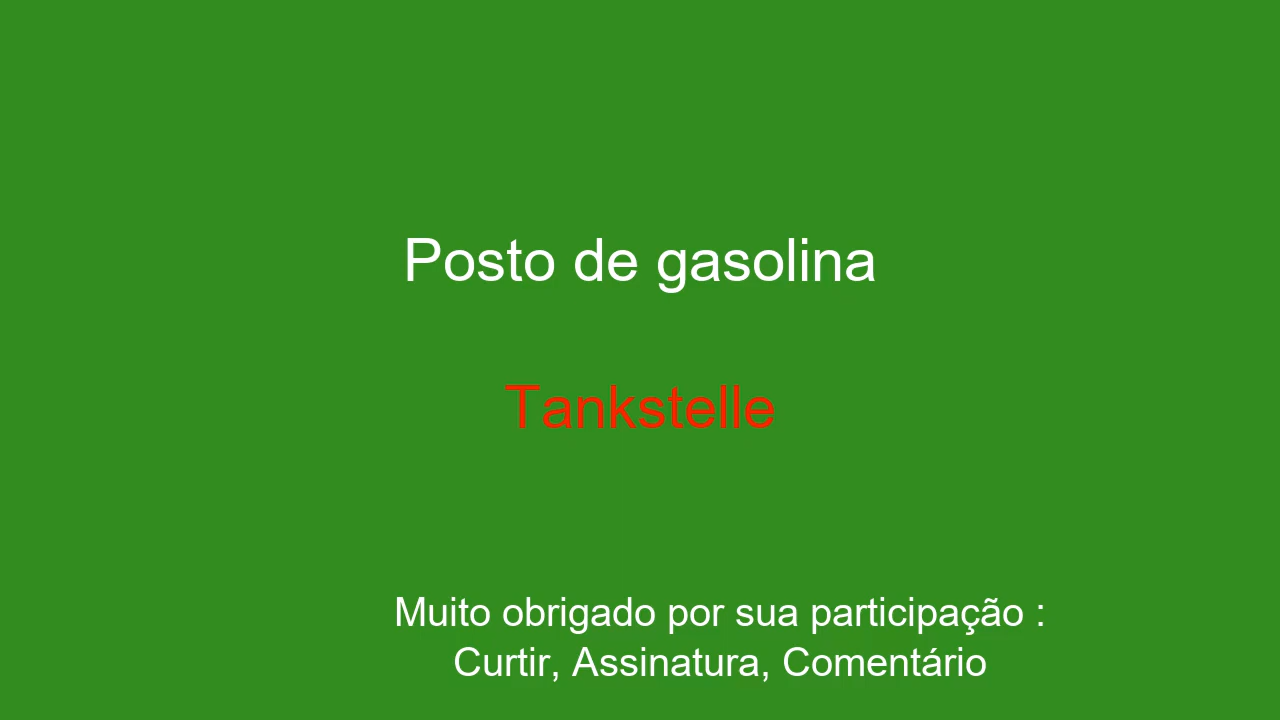 Posto de gasolina
Tankstelle
Muito obrigado por sua participação :
Curtir, Assinatura, Comentário